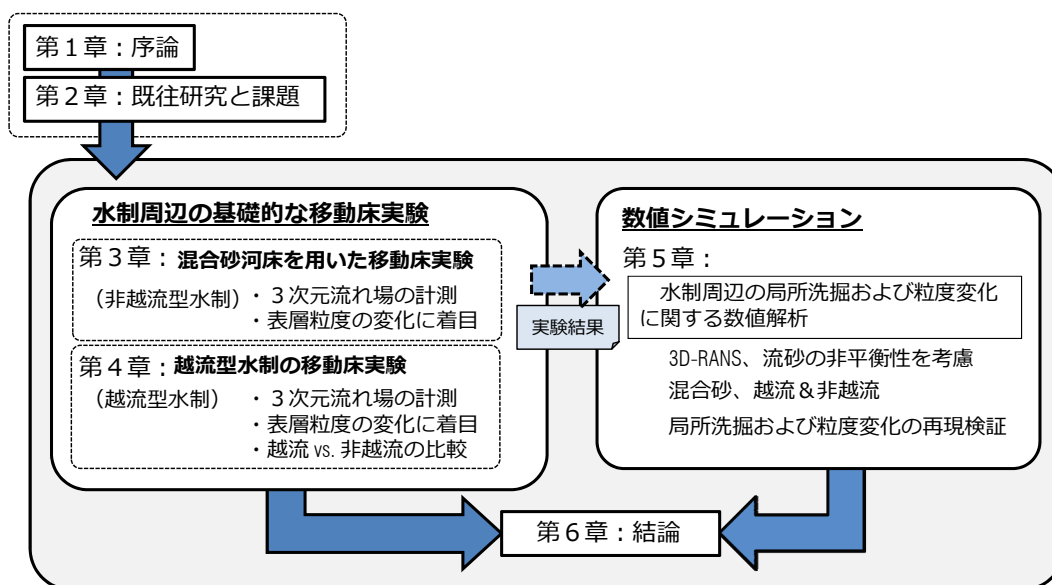 第１章：序論
第２章：既往研究と課題
水制周辺の基礎的な移動床実験
第３章：混合砂河床を用いた移動床実験
（非越流型水制）・３次元流れ場の計測
・表層粒度の変化に着目
第４章：越流型水制の移動床実験
（越流型水制）・３次元流れ場の計測
・表層粒度の変化に着目
・越流 vs. 非越流の比較
実験結果
数値シミュレーション
第５章：
水制周辺の局所洗掘および粒度変化
に関する数値解析
3D-RANS、流砂の非平衡性を考慮
混合砂、越流＆非越流
局所洗掘および粒度変化の再現検証
第６章：結論